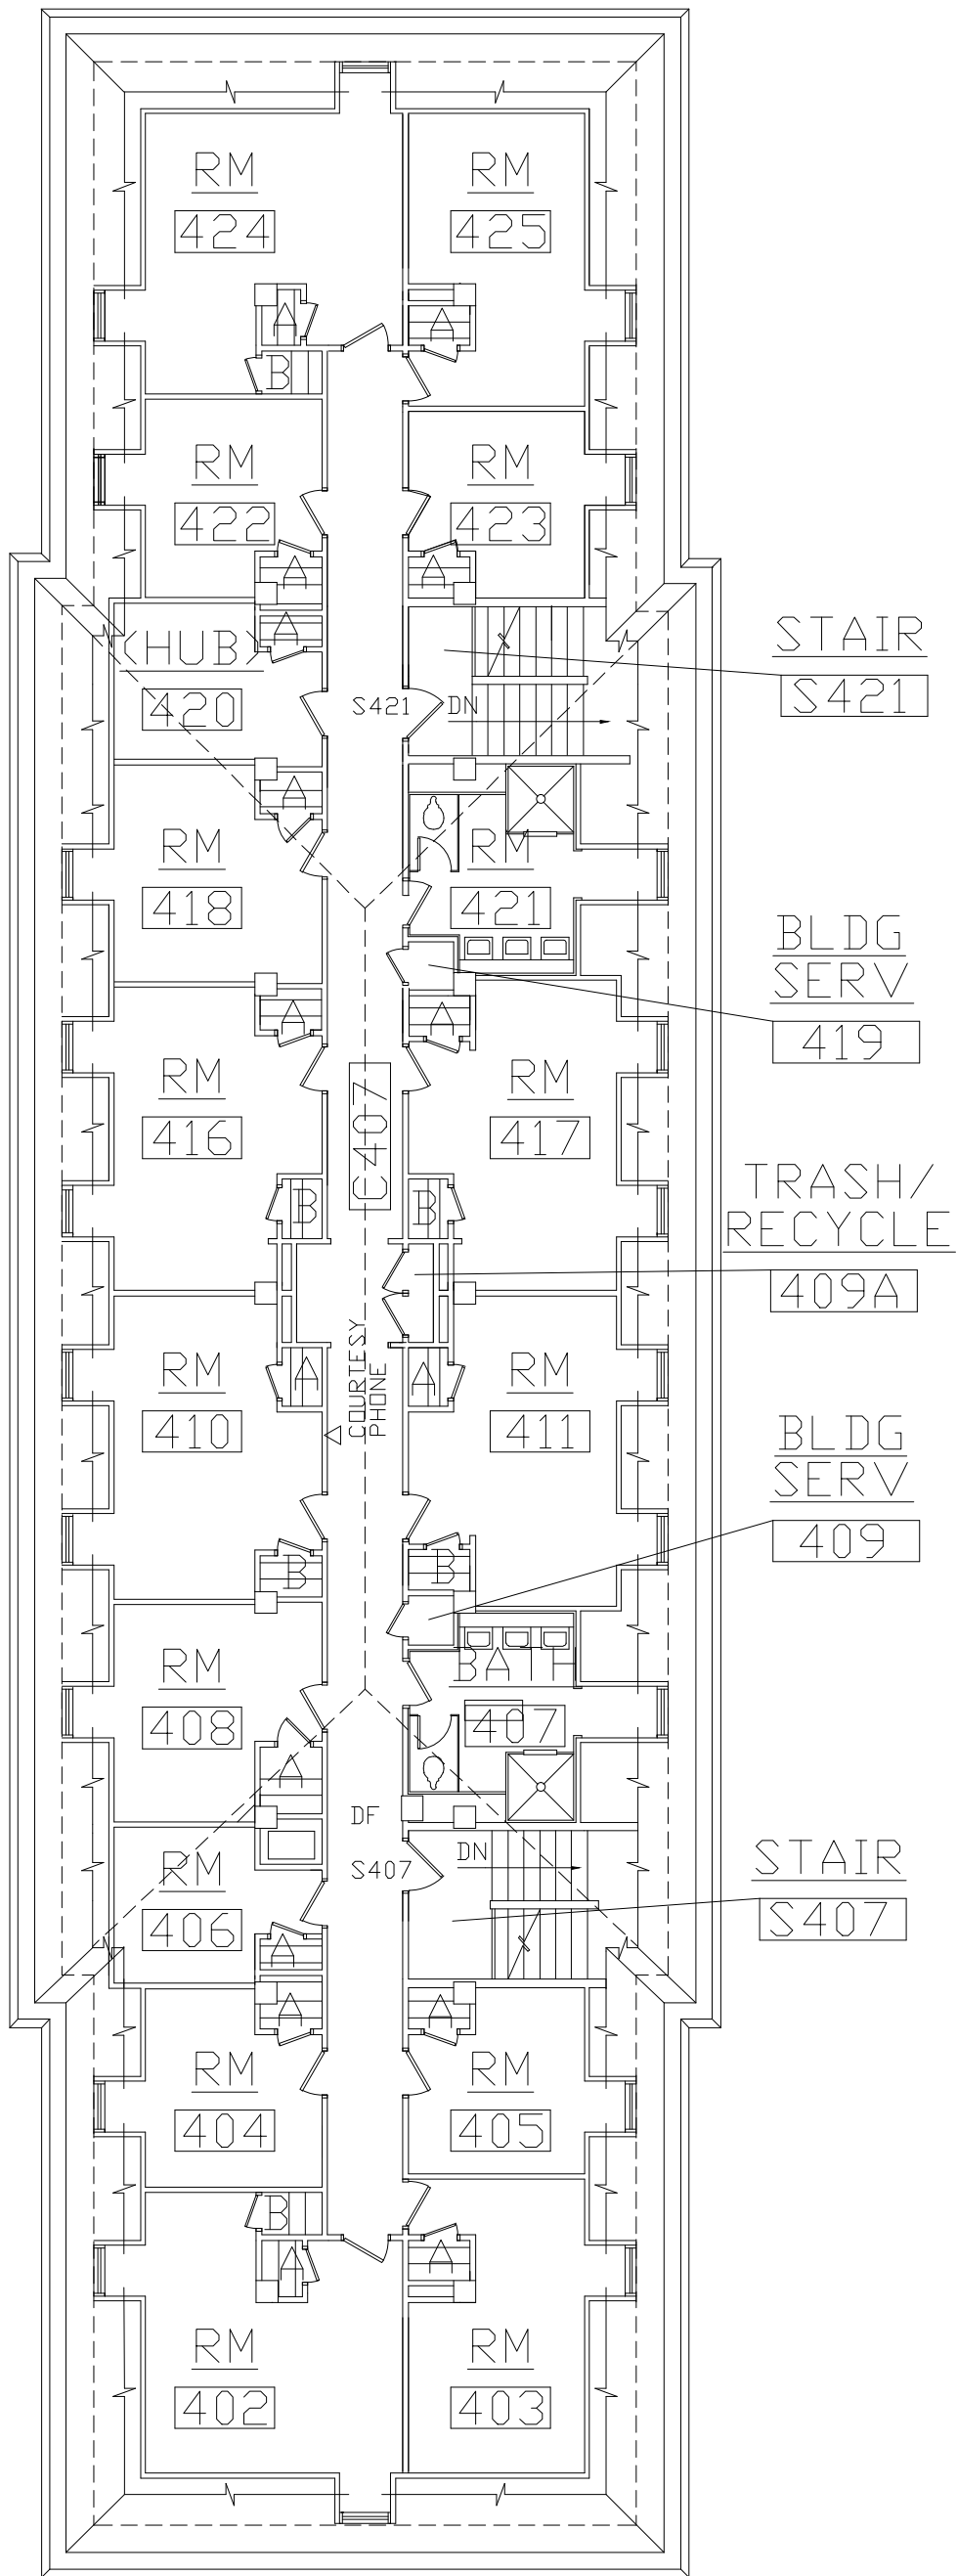 RM
424
RM
425
A
A
B
RM
422
RM
423
A
A
A
(HUB)
420
S421
DN
STAIR
S421
A
RM
418
RM
421
BLDG
SERV
419
A
A
RM
416
C407
RM
417
B
B
TRASH/
RECYCLE
409A
RM
410
A
COURTESY
PHONE
A
RM
411
BLDG
SERV
409
B
B
RM
408
BATH
407
A
DF
RM
406
S407
DN
STAIR
S407
A
A
A
RM
404
RM
405
B
A
A
RM
402
RM
403